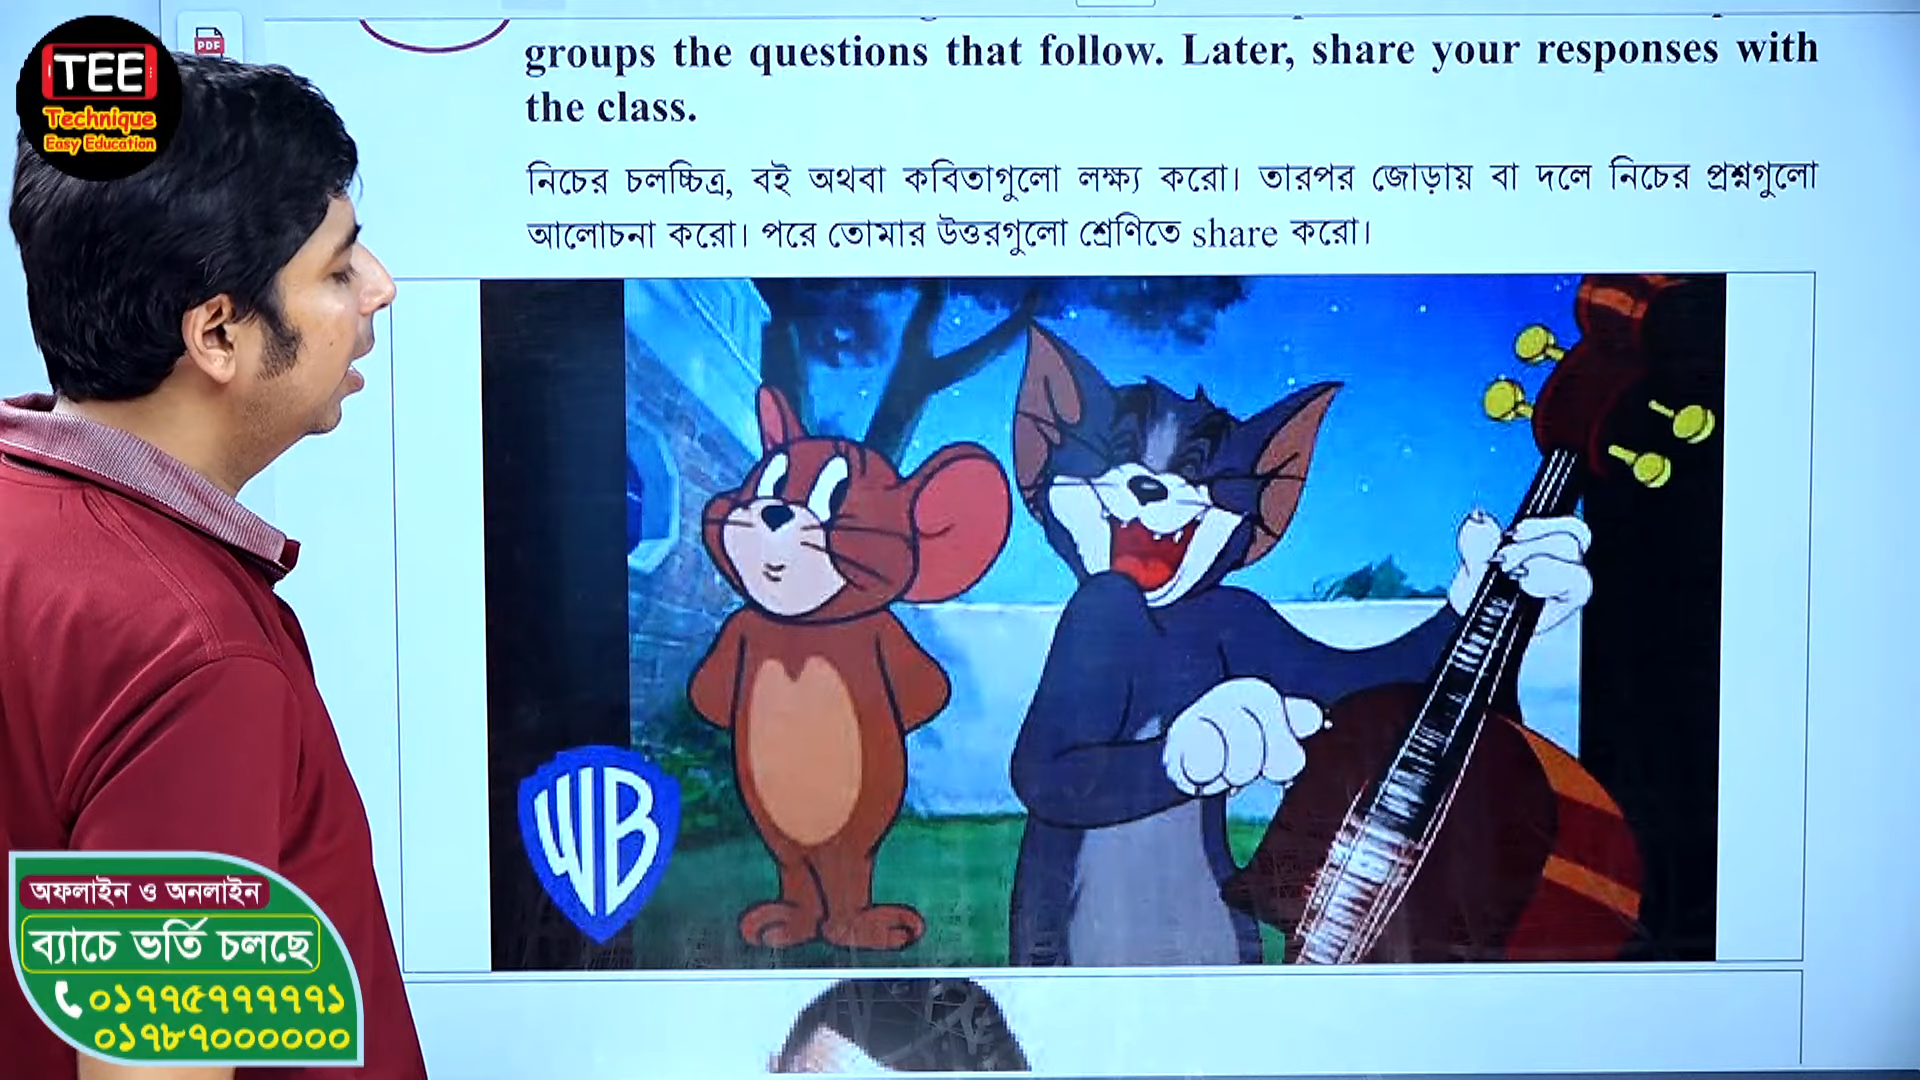 TEE
Technique
Easy Education
PDF
groups the questions that follow. Later, share your responses with
the class.
নিচের চলচ্চিত্র, বই অথবা কবিতাগুলো লক্ষ্য করো। তারপর জোড়ায় বা দলে নিচের প্রশ্নগুলো
আলোচনা করো। পরে তোমার উত্তরগুলো শ্রেণিতে share করো।
WB
অফলাইন ও অনলাইন
ব্যাচে ভর্তি চলছে
০১৭৭৫৭৭৭৭৭১
০১৭৮৭০০০০০০